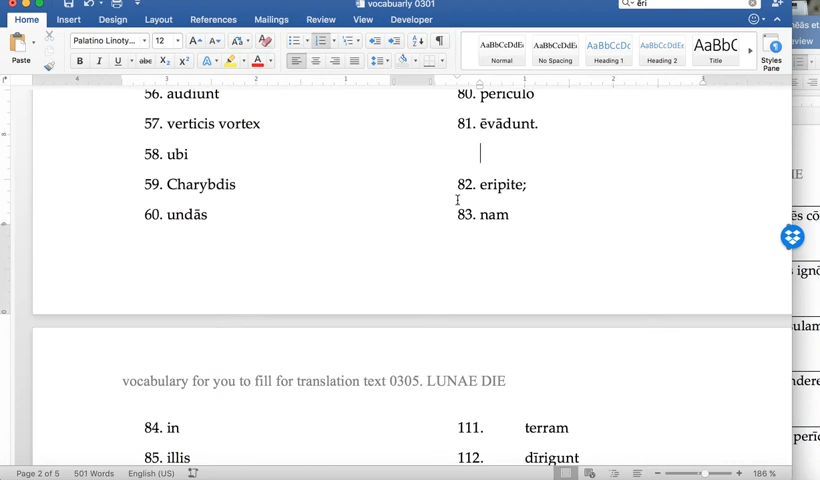 vocabuarly 0301
ēri
Home Insert Design Layout References Mailings Review View Developer
Paste
Palatino Linoty... 12
AaBbCcDdEe
Normal
AaBbCcDdEe
No Spacing
AaBbCcDc
Heading 1
AaBbCcDdEe
Heading 2
AaBbC
Title
Styles
Pane
56. audiunt
57. verticis vortex
58. ubi
59. Charybdis
60. undās
80. periculo
81. ēvādunt.
82. eripite;
83. nam
vocabulary for you to fill for translation text 0305. LUNAE DIE
84. in
85. illis
111. terram
112. dīrigunt
Page 2 of 5 501 Words English (US) 186 %